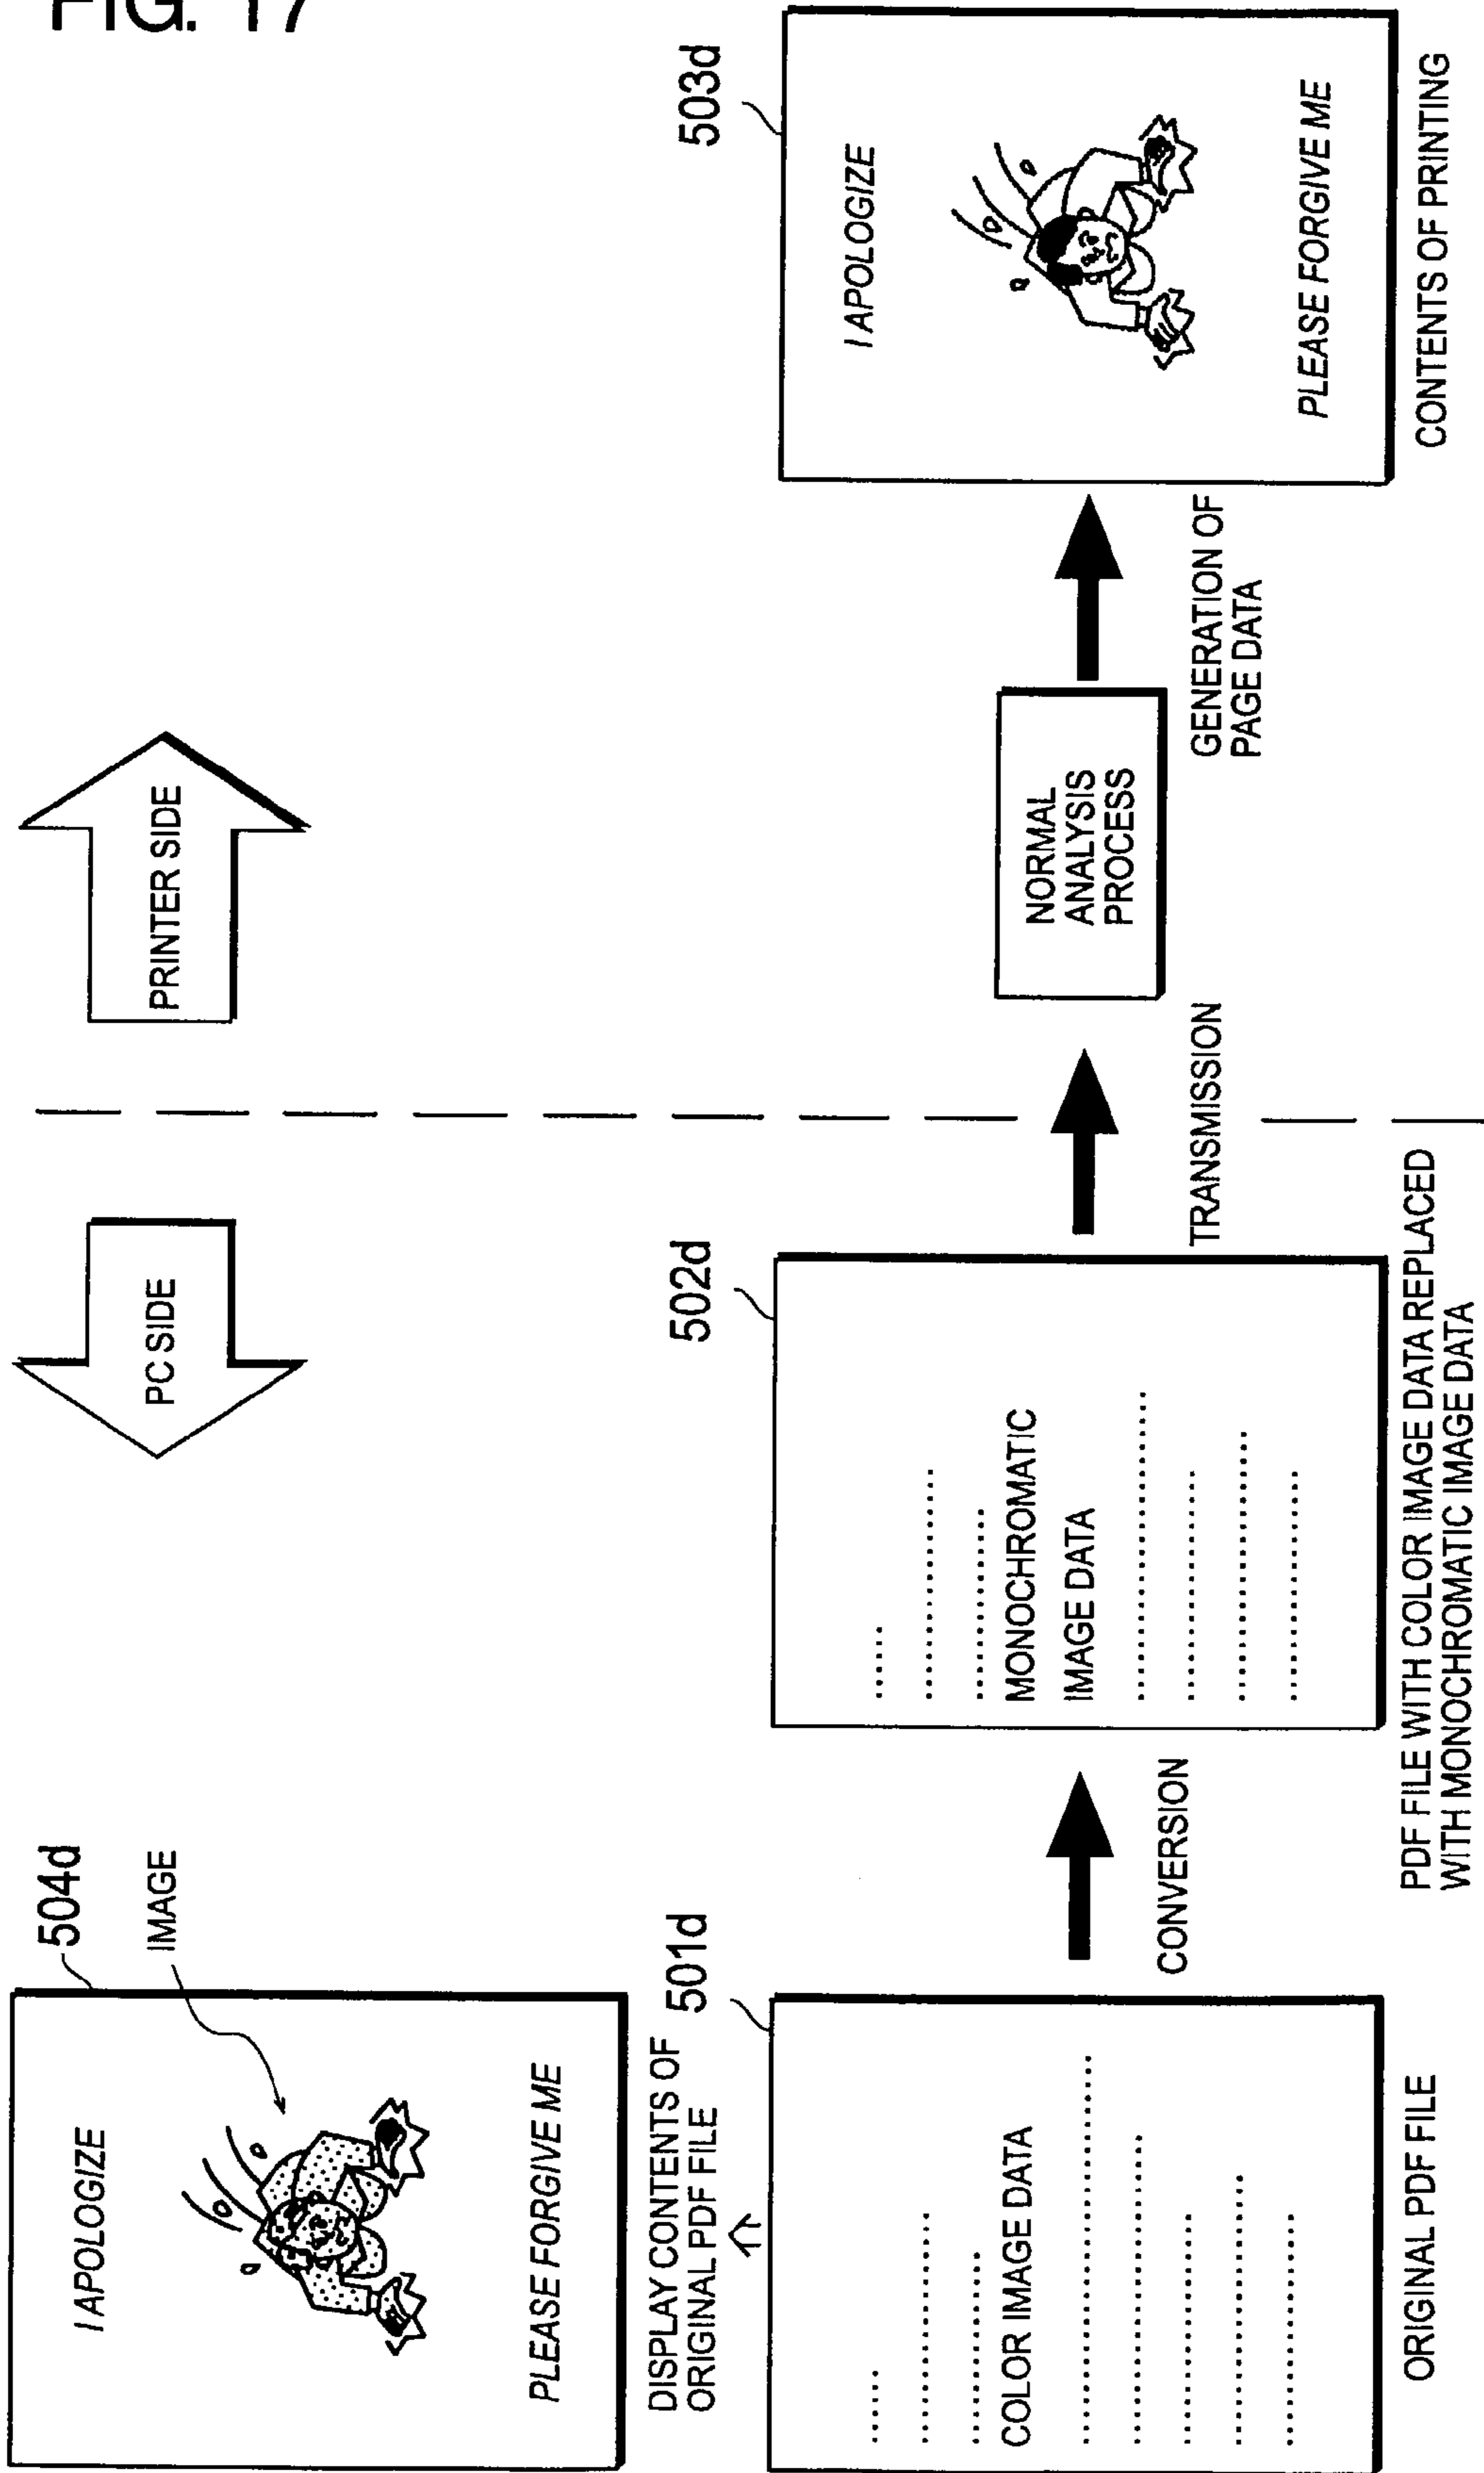 FIG. 17
PC SIDE
PRINTER SIDE
504d
IMAGE
I APOLOGIZE
PLEASE FORGIVE ME
DISPLAY CONTENTS OF
ORIGINAL PDF FILE
501d
COLOR IMAGE DATA
ORIGINAL PDF FILE
CONVERSION
502d
MONOCHROMATIC
IMAGE DATA
PDF FILE WITH COLOR IMAGE DATA REPLACED
WITH MONOCHROMATIC IMAGE DATA
TRANSMISSION
NORMAL
ANALYSIS
PROCESS
GENERATION OF
PAGE DATA
503d
I APOLOGIZE
PLEASE FORGIVE ME
CONTENTS OF PRINTING